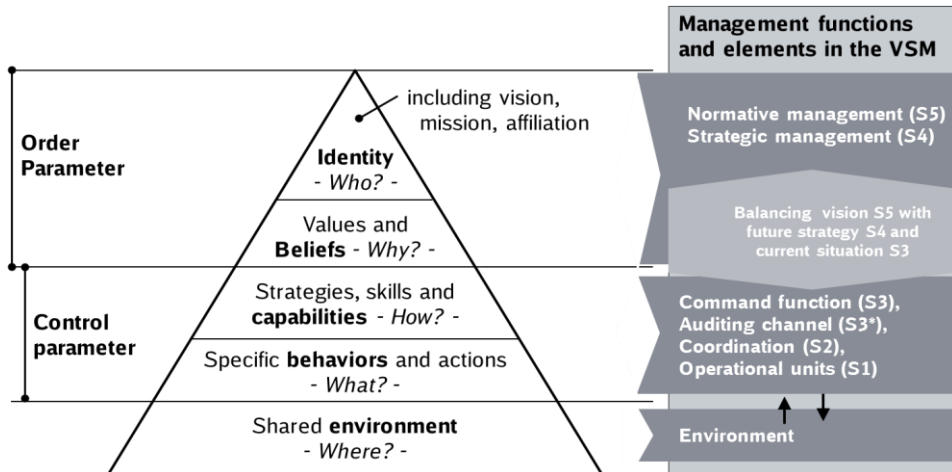 Order
Parameter
Control
parameter
including vision,
mission, affiliation
Identity
- Who? -
Values and
Beliefs - Why? -
Strategies, skills and
capabilities - How? -
Specific behaviors and actions
- What? -
Shared environment
- Where? -
Management functions
and elements in the VSM
Normative management (S5)
Strategic management (S4)
Balancing vision S5 with
future strategy S4 and
current situation S3
Command function (S3),
Auditing channel (S3*),
Coordination (S2),
Operational units (S1)
Environment